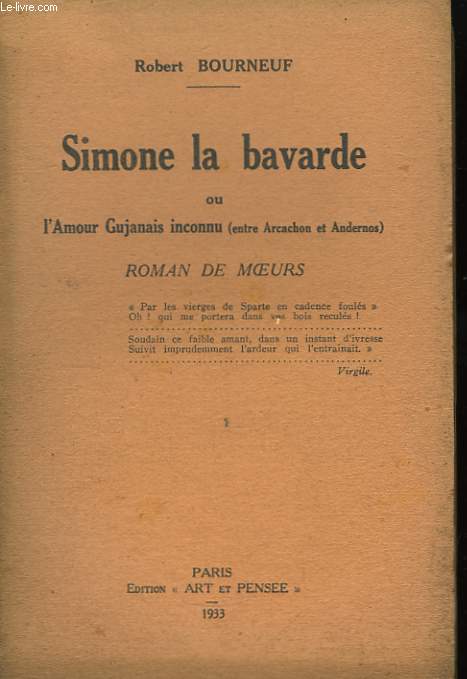 Le-Livre.com
Robert BOURNEUF
Simone la bavarde
ou
l'Amour Gujanais inconnu (entre Arcachon et Andernos)
ROMAN DE MŒURS
« Par les vierges de Sparte en cadence foulés »
Oh ! qui me portera dans vos bois reculés !
Soudain ce faible amant, dans un instant d'ivresse
Suivit imprudemment l'ardeur qui l'entrainait. »
Virgile.
PARIS
EDITION « ART ET PENSEE »
1933